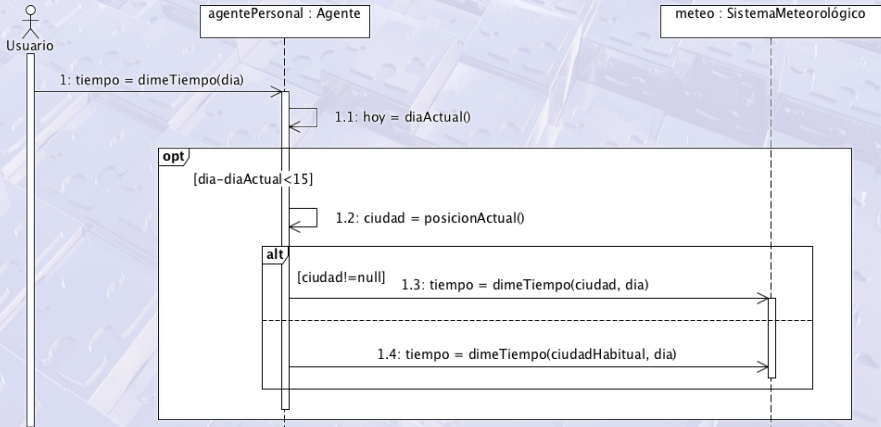 agentePersonal : Agente
meteo : SistemaMeteorológico
Usuario
1: tiempo = dimeTiempo(dia)
1.1: hoy = diaActual()
opt
[dia-diaActual<15]
1.2: ciudad = posicionActual()
alt
[ciudad!=null]
1.3: tiempo = dimeTiempo(ciudad, dia)
1.4: tiempo = dimeTiempo(ciudadHabitual, dia)